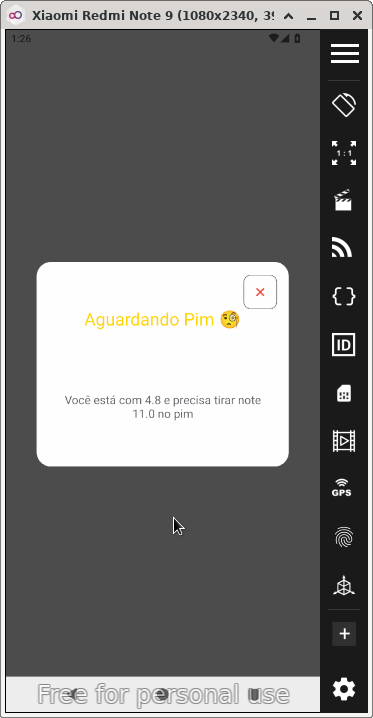 Xiaomi Redmi Note 9 (1080x2340, 39
1:26
1 : 1
ID
Aguardando Pim 🧐
Você está com 4.8 e precisa tirar note
11.0 no pim
GPS
Free for personal use